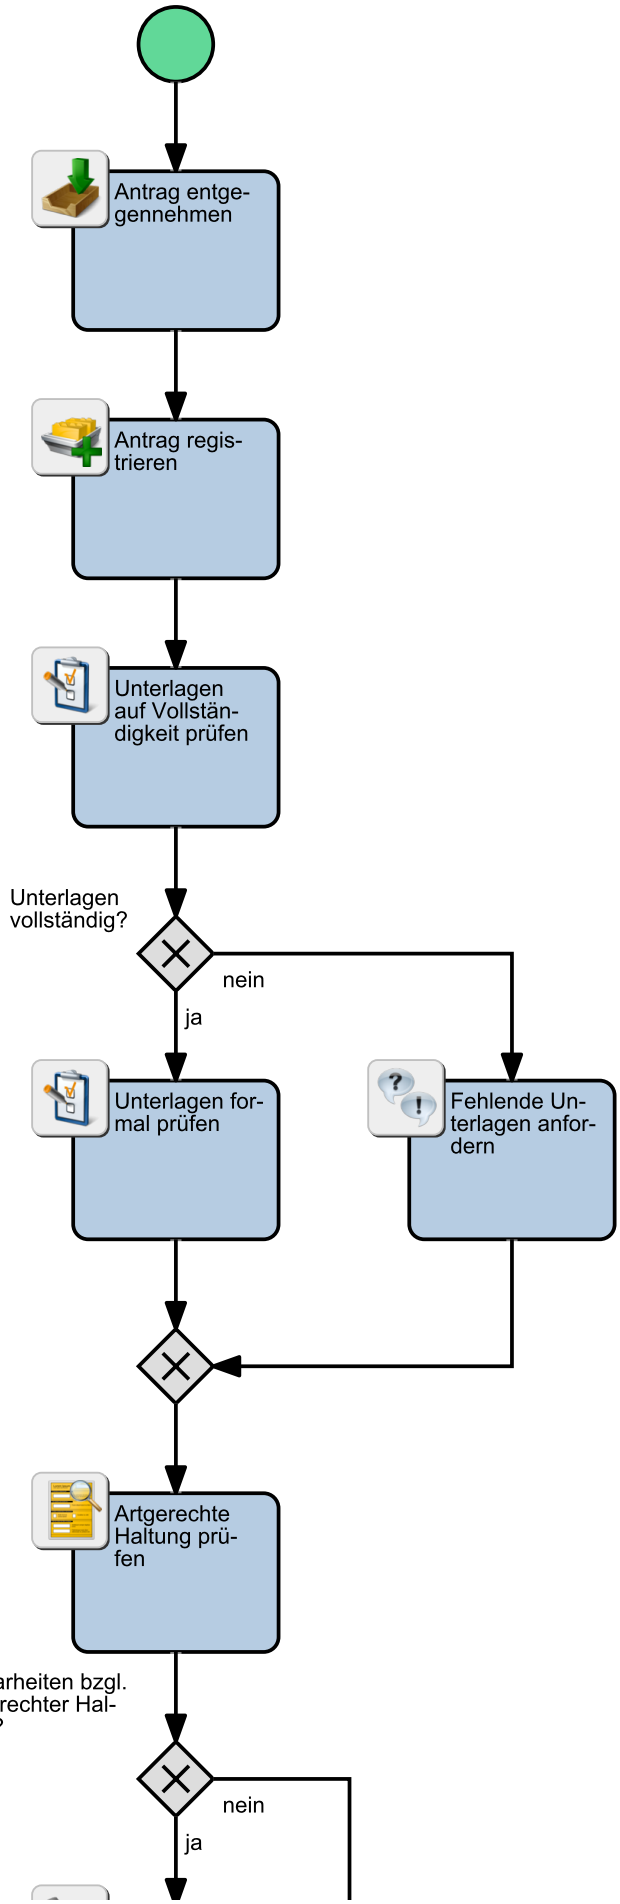 Antrag entge-
gennehmen
Antrag regis-
trieren
Unterlagen
auf Vollstän-
digkeit prüfen
Unterlagen
vollständig?
nein
ja
Unterlagen for-
mal prüfen
Fehlende Un-
terlagen anfor-
dern
Artgerechte
Haltung prü-
fen
arheiten bzgl.
rechter Hal-
?
nein
ja